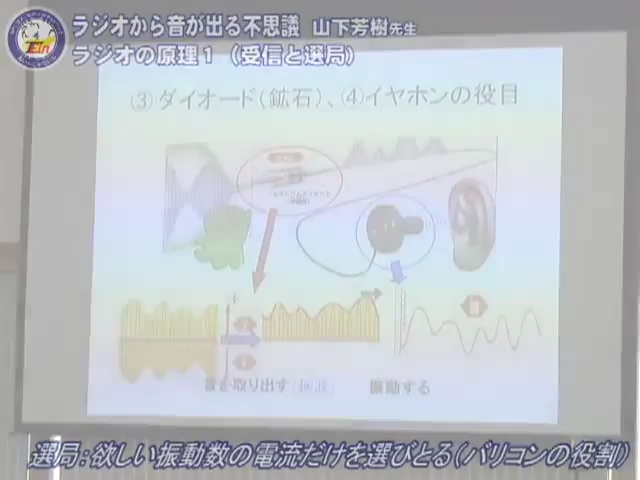 ラジオから音が出る不思議 山下芳樹先生
ラジオの原理1(受信と選局)
③ダイオード(鉱石)、④イヤホンの役目
音を取り出す(検波)
振動する
選局:欲しい振動数の電流だけを選びとる(バリコンの役割)